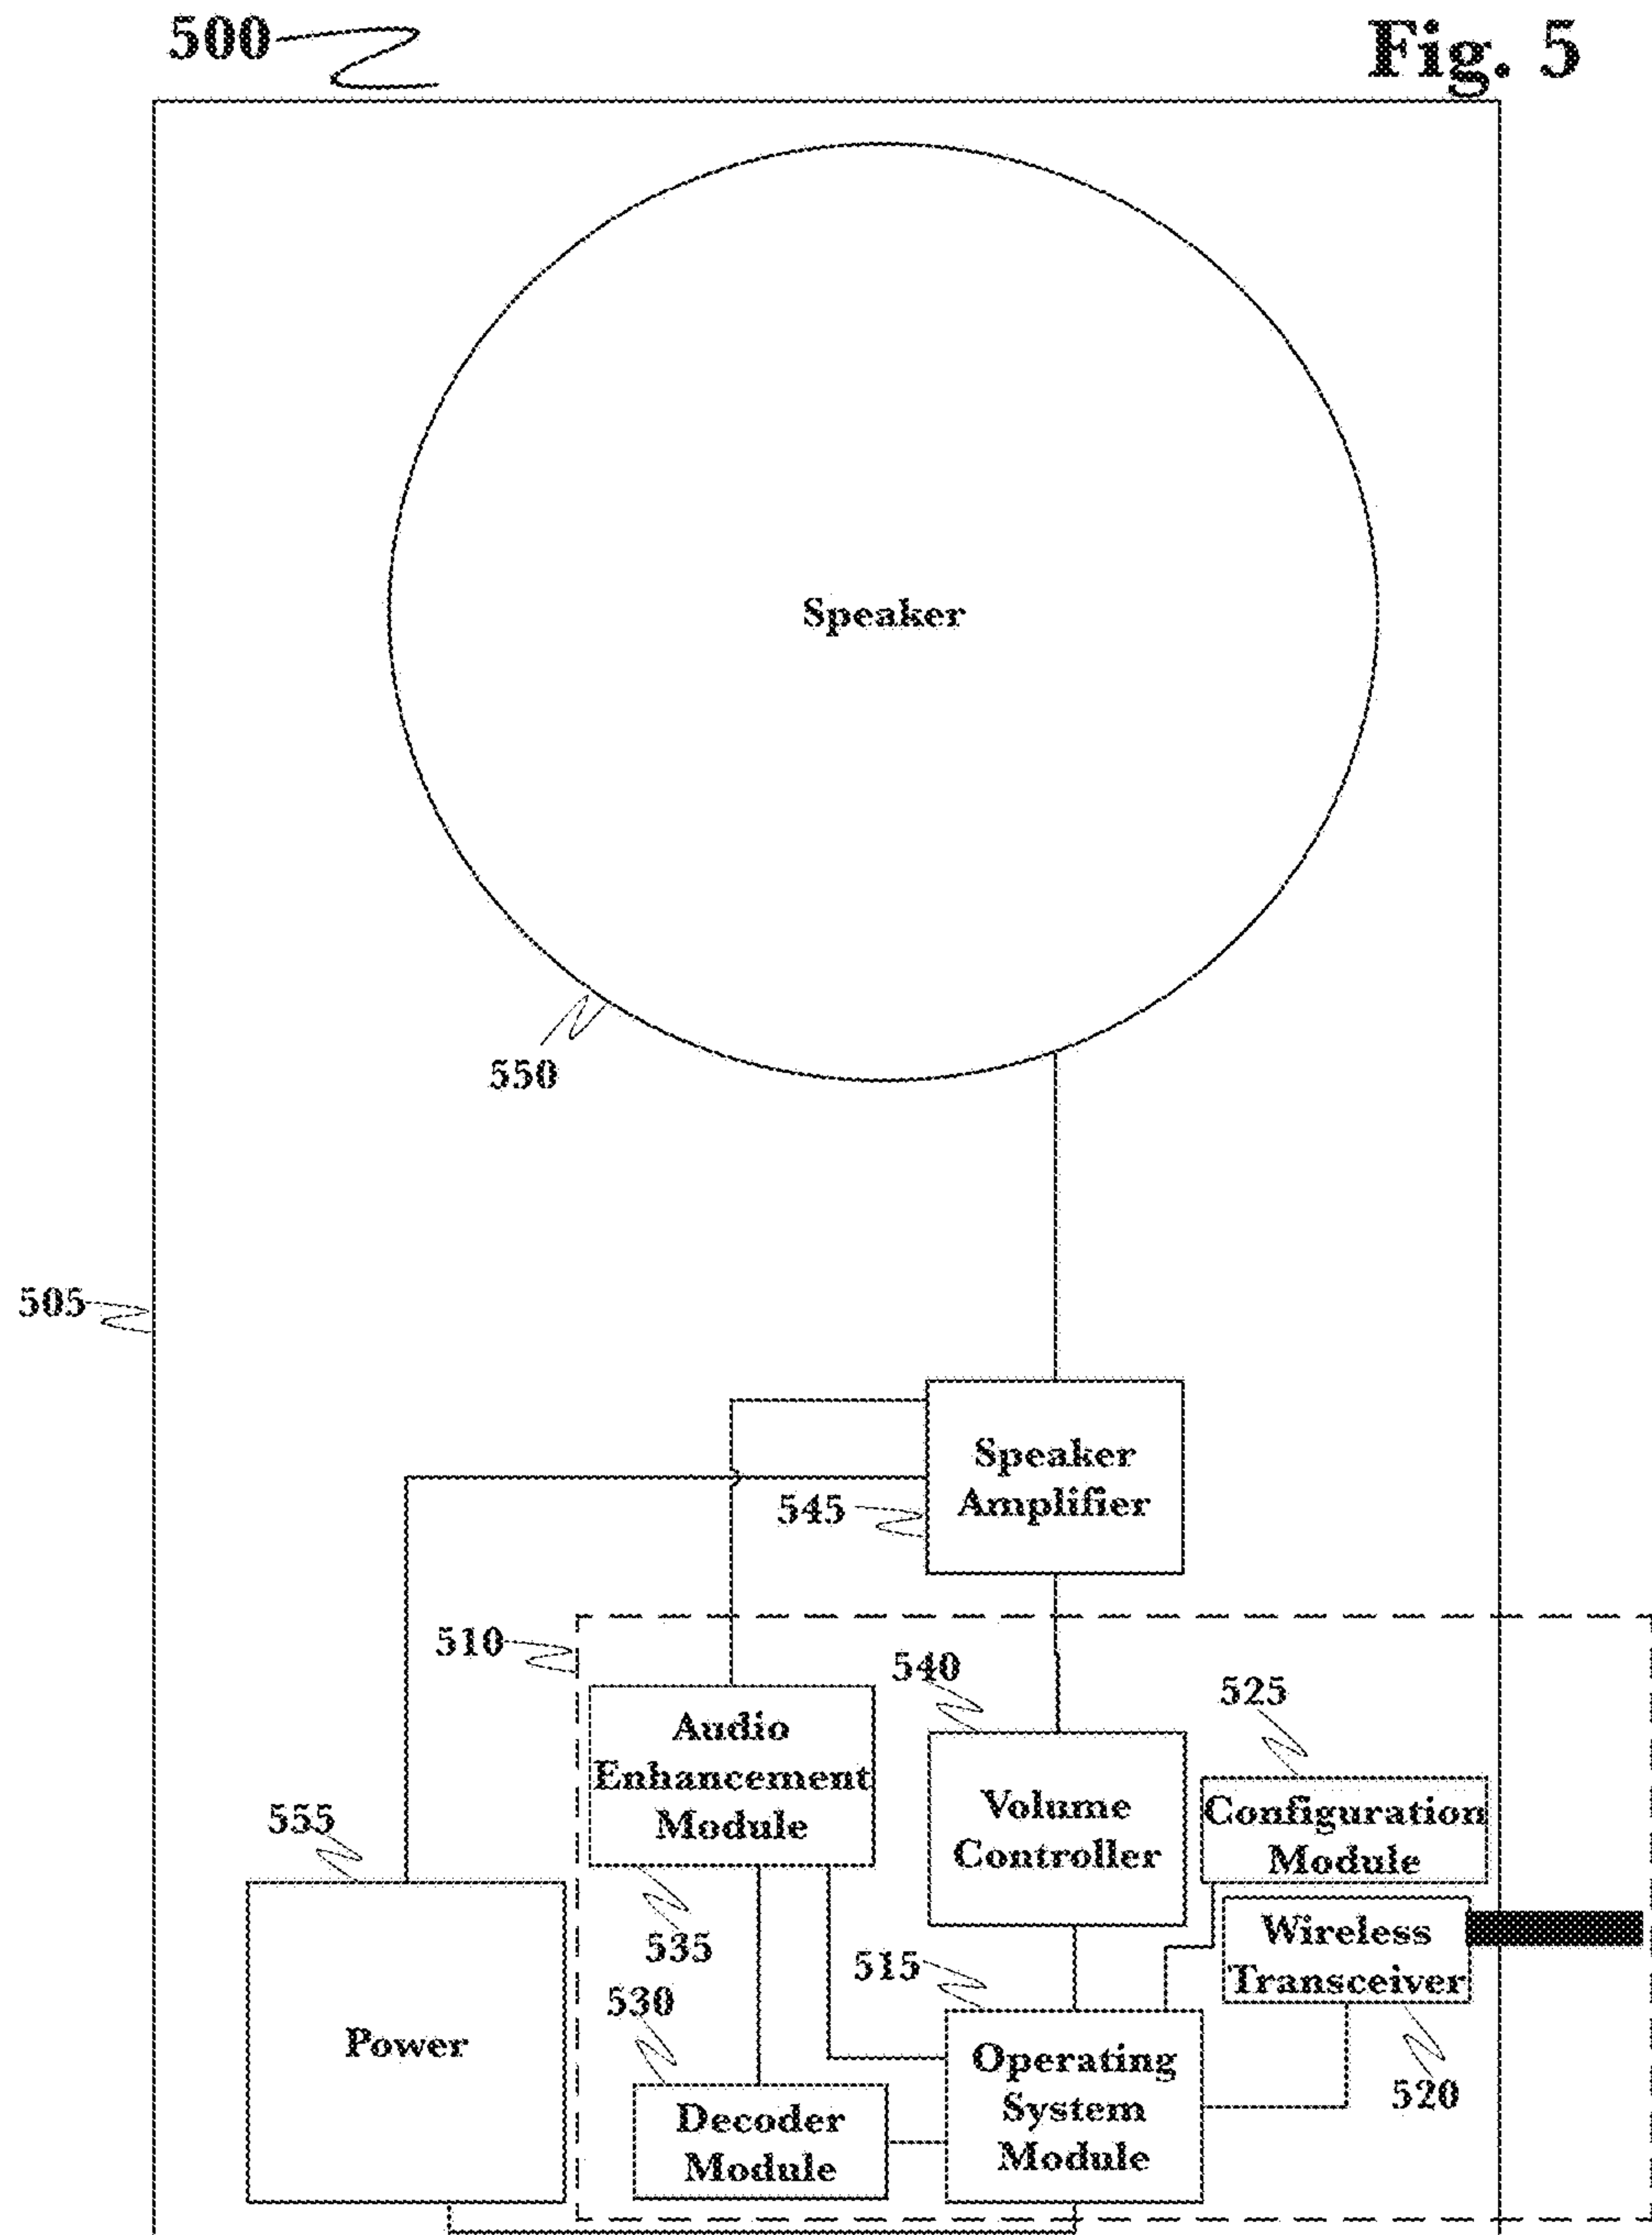 500
Fig. 5
Speaker
550
505
Speaker
Amplifier
545
510
540
525
Audio
Enhancement
Module
Volume
Controller
Configuration
Module
555
535
Wireless
Transceiver
515
530
Power
Operating
System
Module
520
Decoder
Module